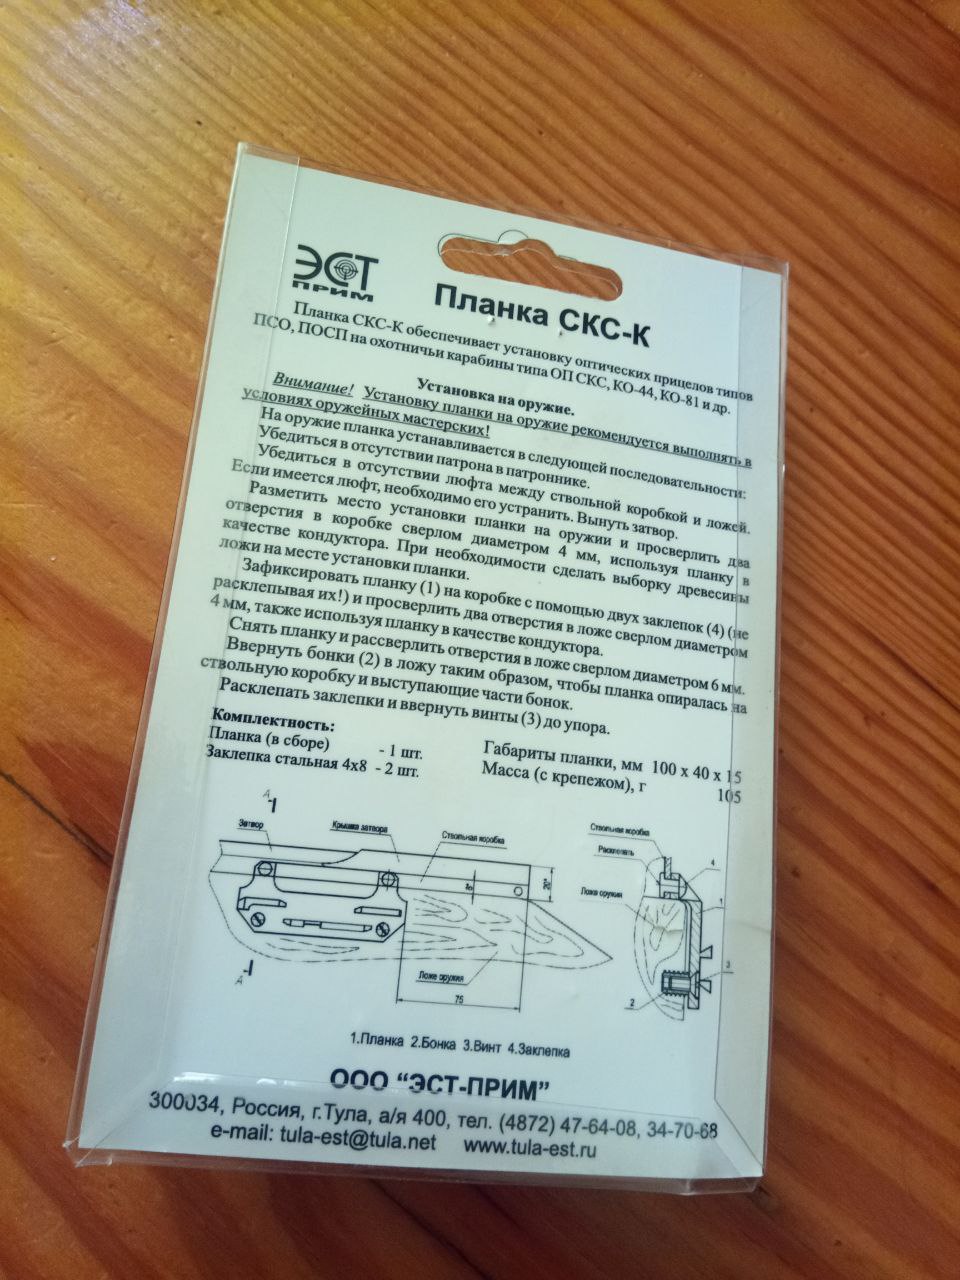 ЭСТ
ПРИМ
Планка СКС-К
Планка СКС-К обеспечивает установку оптических прицелов типов
ПСО, ПОСП на охотничьи карабины типа ОП СКС, КО-44, КО-81 и др.
Установка на оружие.
Внимание! Установку планки на оружие рекомендуется выполнять в
условиях оружейных мастерских!
На оружие планка устанавливается в следующей последовательности:
Убедиться в отсутствии патрона в патроннике.
Убедиться в отсутствии люфта между ствольной коробкой и ложей.
Если имеется люфт, необходимо его устранить. Вынуть затвор.
Разметить место установки планки на оружии и просверлить два
отверстия в коробке сверлом диаметром 4 мм, используя планку в
качестве кондуктора. При необходимости сделать выборку древесины
ложи на месте установки планки.
Зафиксировать планку (1) на коробке с помощью двух заклепок (4) (не
расклепывая их!) и просверлить два отверстия в ложе сверлом диаметром
4 мм, также используя планку в качестве кондуктора.
Снять планку и рассверлить отверстия в ложе сверлом диаметром 6 мм.
Ввернуть бонки (2) в ложу таким образом, чтобы планка опиралась на
ствольную коробку и выступающие части бонок.
Расклепать заклепки и ввернуть винты (3) до упора.
Комплектность:
Планка (в сборе) - 1 шт.
Заклепка стальная 4х8 - 2 шт.
Габариты планки, мм 100 х 40 х 15
Масса (с крепежом), г 105
А
Затвор
Крышка затвора
Ствольная коробка
20*
8*
Ложе оружия
75
А
Ствольная коробка
Расклепать
4
Ложа оружия
1
3
2
1.Планка 2.Бонка 3.Винт 4.Заклепка
ООО “ЭСТ-ПРИМ”
300034, Россия, г.Тула, а/я 400, тел. (4872) 47-64-08, 34-70-68
e-mail: tula-est@tula.net www.tula-est.ru